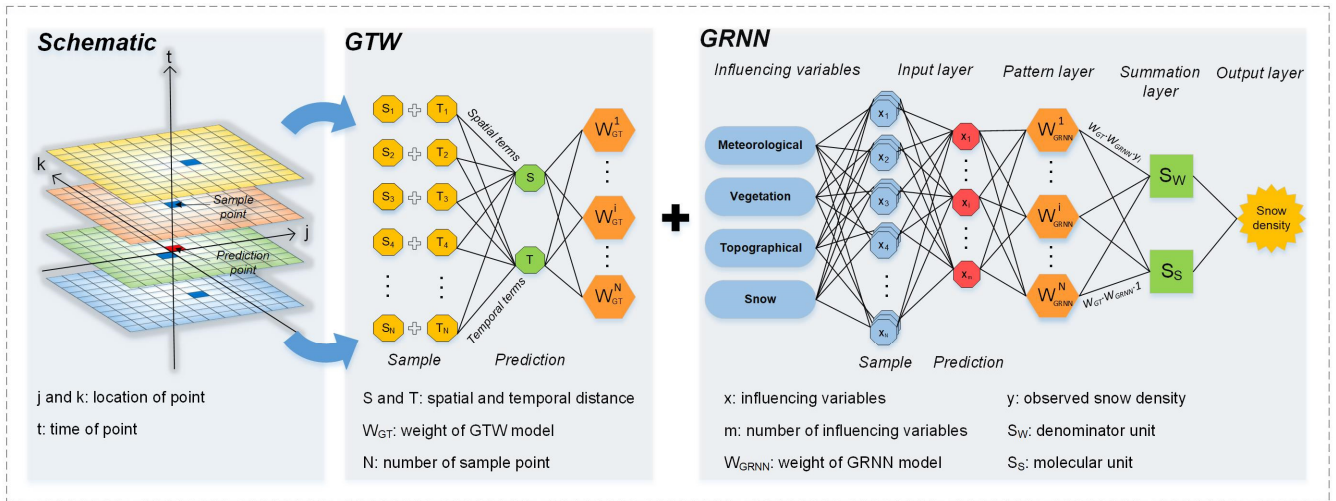 Schematic
t
k
j
Sample point
Prediction point
j and k: location of point
t: time of point
GTW
S1 + T1
S2 + T2
S3 + T3
S4 + T4
SN + TN
Spatial terms
Temporal terms
S
T
W1GT
WiGT
WNGT
Sample
Prediction
S and T: spatial and temporal distance
WGT: weight of GTW model
N: number of sample point
+
GRNN
Influencing variables
Input layer
Pattern layer
Summation layer
Output layer
Meteorological
Vegetation
Topographical
Snow
x1
x2
x3
x4
xN
x1
xi
xm
W1GRNN
WiGRNN
WNGRNN
WGT·WGRNN·yi
WGT·WGRNN·1
SW
SS
Snow density
Sample
Prediction
x: influencing variables
m: number of influencing variables
WGRNN: weight of GRNN model
y: observed snow density
SW: denominator unit
SS: molecular unit